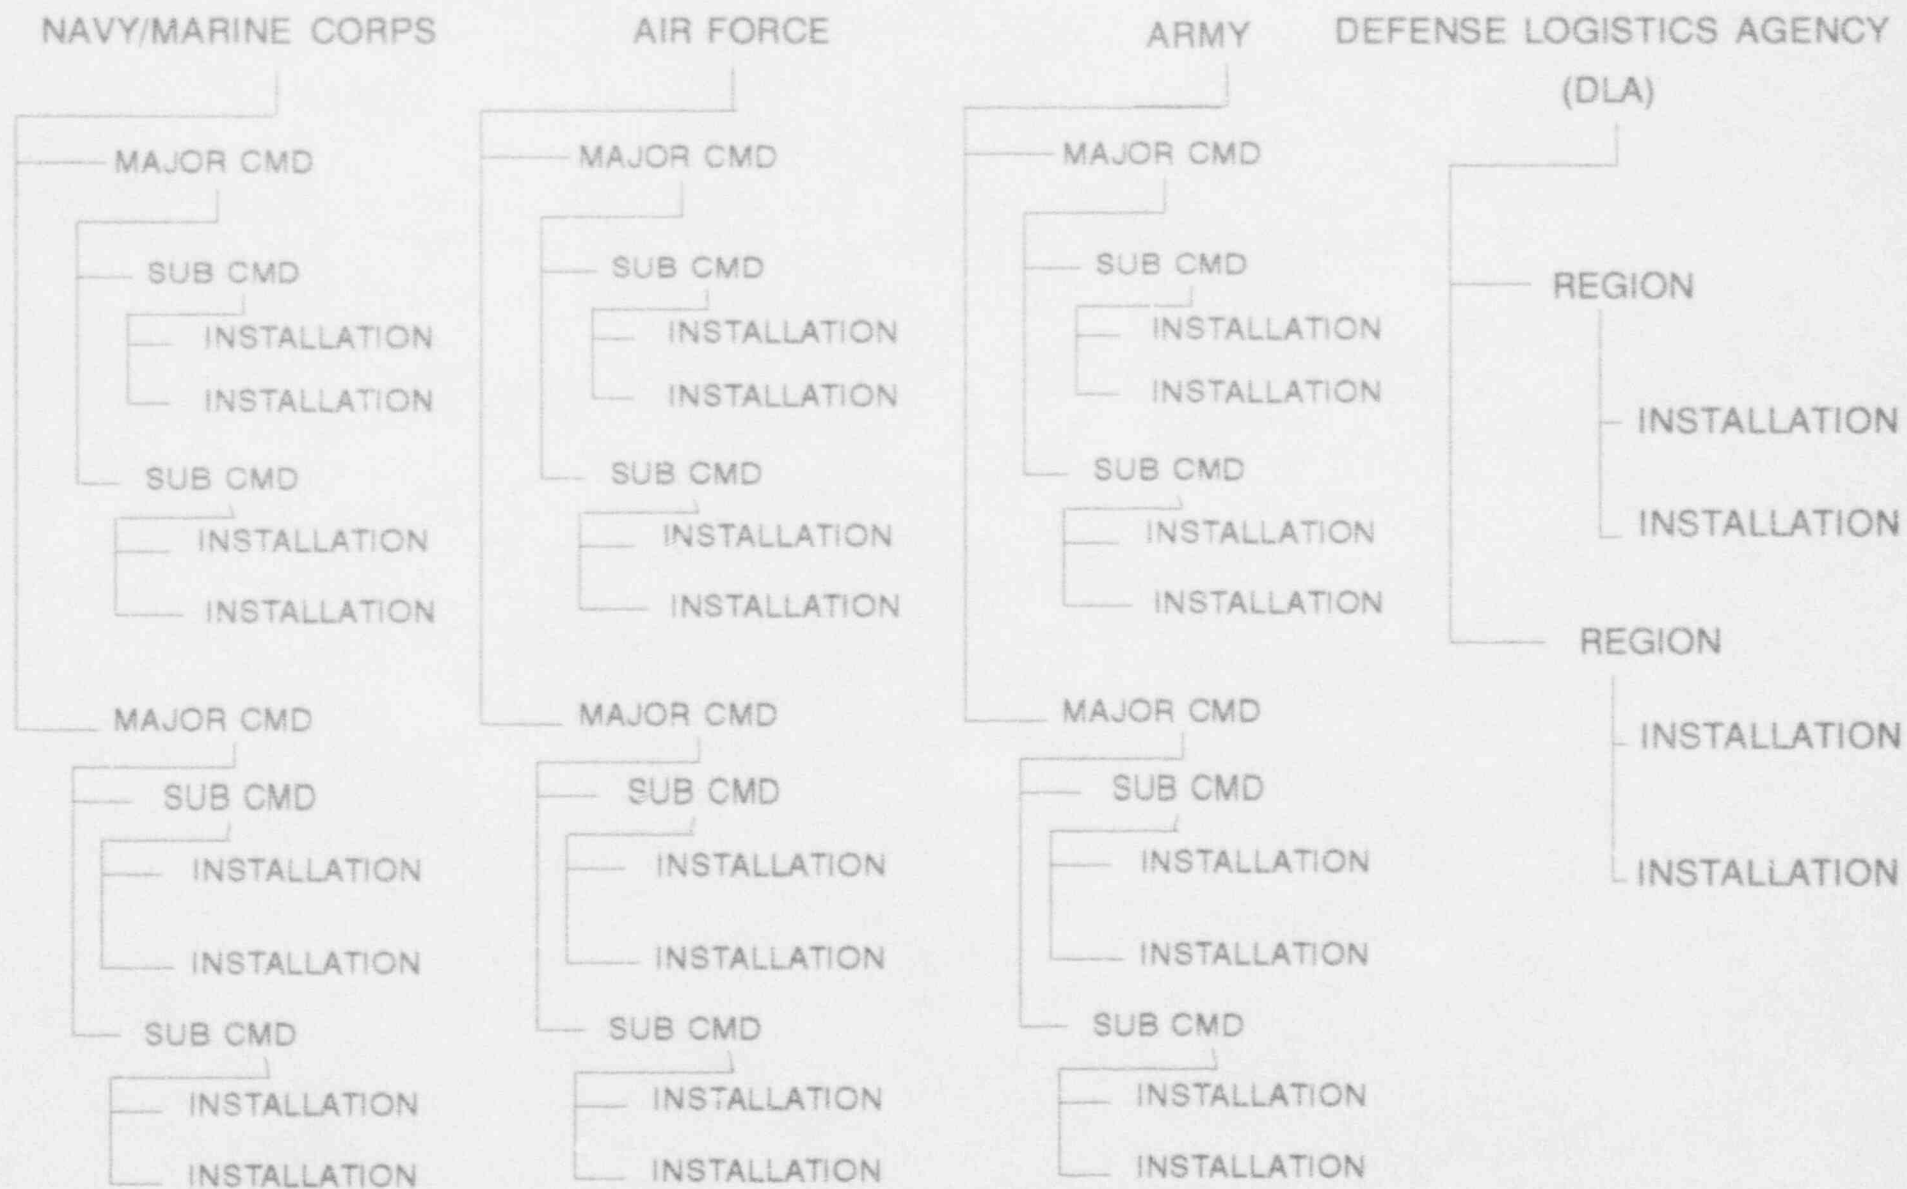 NAVY/MARINE CORPS
MAJOR CMD
SUB CMD
INSTALLATION
INSTALLATION
SUB CMD
INSTALLATION
INSTALLATION
MAJOR CMD
SUB CMD
INSTALLATION
INSTALLATION
SUB CMD
INSTALLATION
INSTALLATION
AIR FORCE
MAJOR CMD
SUB CMD
INSTALLATION
INSTALLATION
SUB CMD
INSTALLATION
INSTALLATION
MAJOR CMD
SUB CMD
INSTALLATION
INSTALLATION
SUB CMD
INSTALLATION
INSTALLATION
ARMY
MAJOR CMD
SUB CMD
INSTALLATION
INSTALLATION
SUB CMD
INSTALLATION
INSTALLATION
MAJOR CMD
SUB CMD
INSTALLATION
INSTALLATION
SUB CMD
INSTALLATION
INSTALLATION
DEFENSE LOGISTICS AGENCY
(DLA)
REGION
INSTALLATION
INSTALLATION
REGION
INSTALLATION
INSTALLATION